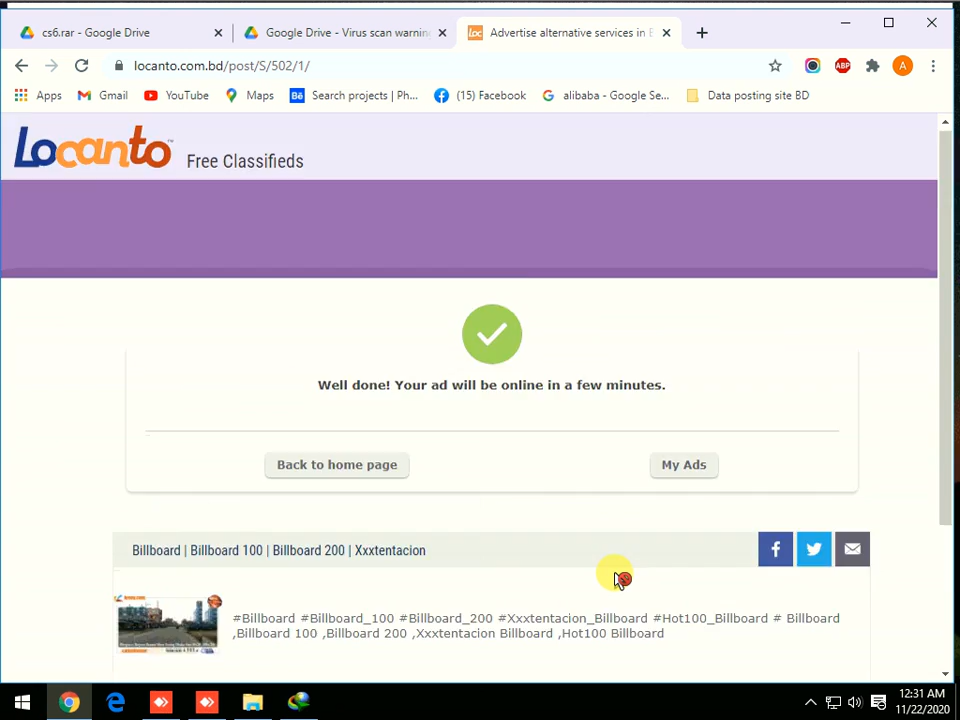 cs6.rar - Google Drive
Google Drive - Virus scan warnin
Loc
Advertise alternative services in E
locanto.com.bd/post/S/502/1/
ABP
A
Apps
Gmail
YouTube
Maps
Bē Search projects | Ph...
(15) Facebook
alibaba - Google Se...
Data posting site BD
Locanto™ Free Classifieds
Well done! Your ad will be online in a few minutes.
Back to home page
My Ads
Billboard | Billboard 100 | Billboard 200 | Xxxtentacion
#Billboard #Billboard_100 #Billboard_200 #Xxxtentacion_Billboard #Hot100_Billboard # Billboard
,Billboard 100 ,Billboard 200 ,Xxxtentacion Billboard ,Hot100 Billboard
12:31 AM
11/22/2020